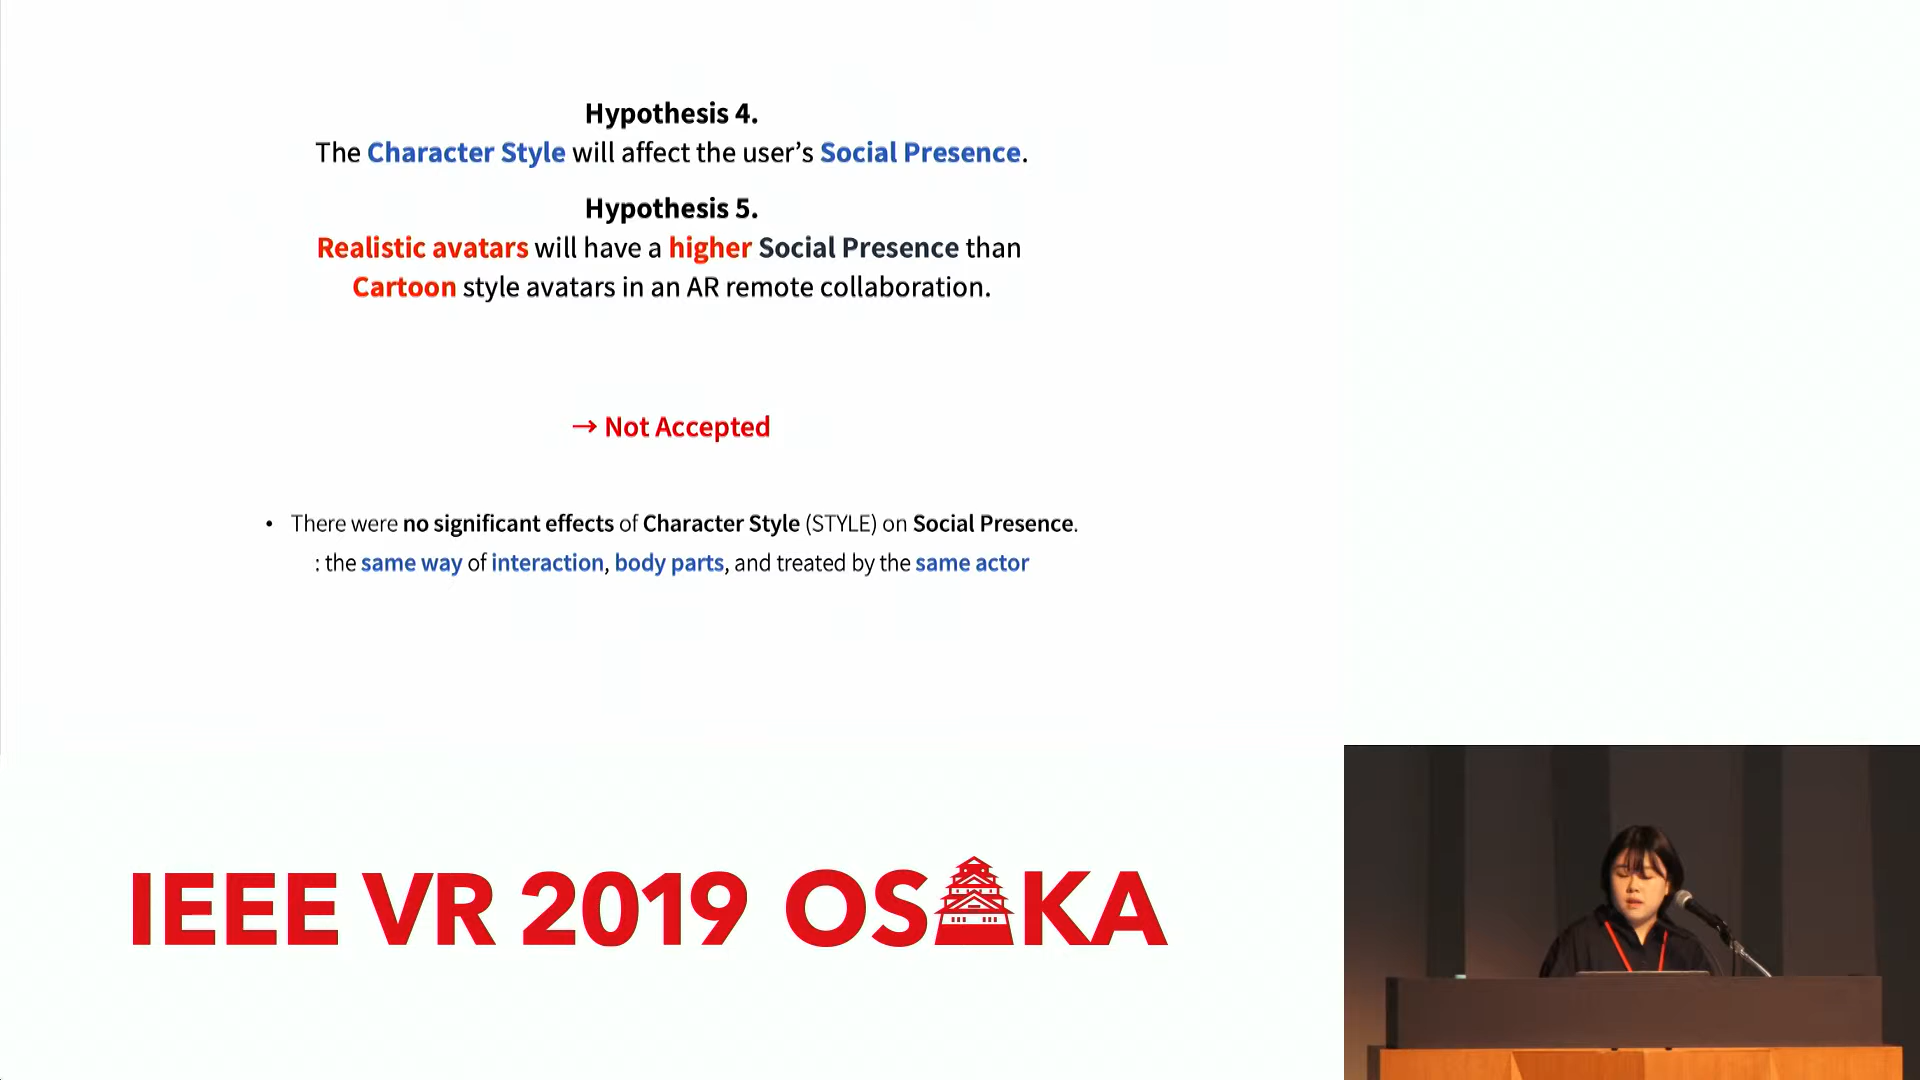 Hypothesis 4.
The Character Style will affect the user’s Social Presence.
Hypothesis 5.
Realistic avatars will have a higher Social Presence than
Cartoon style avatars in an AR remote collaboration.
→ Not Accepted
• There were no significant effects of Character Style (STYLE) on Social Presence.
: the same way of interaction, body parts, and treated by the same actor
IEEE VR 2019 OSAKA